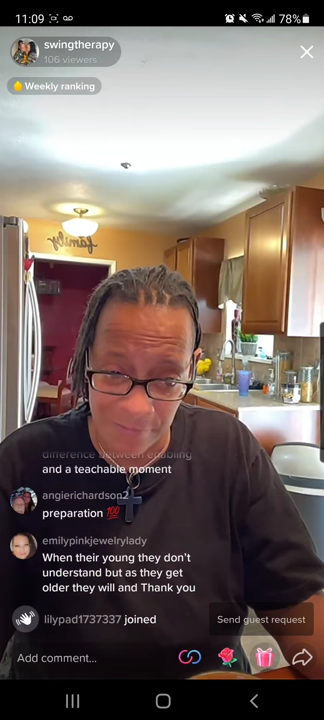 11:09
78%
swingtherapy
106 viewers
Weekly ranking
family
difference between enabling
and a teachable moment
angierichardson2
preparation 💯
emilypinkjewelrylady
When their young they don't
understand but as they get
older they will and Thank you
lilypad1737337 joined
Send guest request
Add comment...